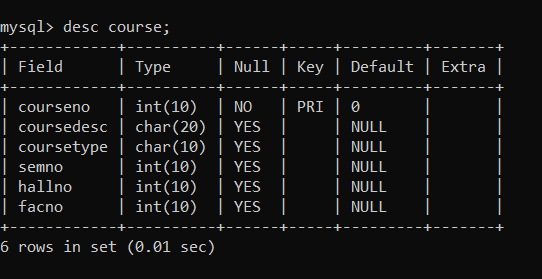 mysql> desc course;
+------------+----------+------+-----+---------+-------+
| Field      | Type     | Null | Key | Default | Extra |
+------------+----------+------+-----+---------+-------+
| courseno   | int(10)  | NO   | PRI | 0       |       |
| coursedesc | char(20) | YES  |     | NULL    |       |
| coursetype | char(10) | YES  |     | NULL    |       |
| semno      | int(10)  | YES  |     | NULL    |       |
| hallno     | int(10)  | YES  |     | NULL    |       |
| facno      | int(10)  | YES  |     | NULL    |       |
+------------+----------+------+-----+---------+-------+
6 rows in set (0.01 sec)